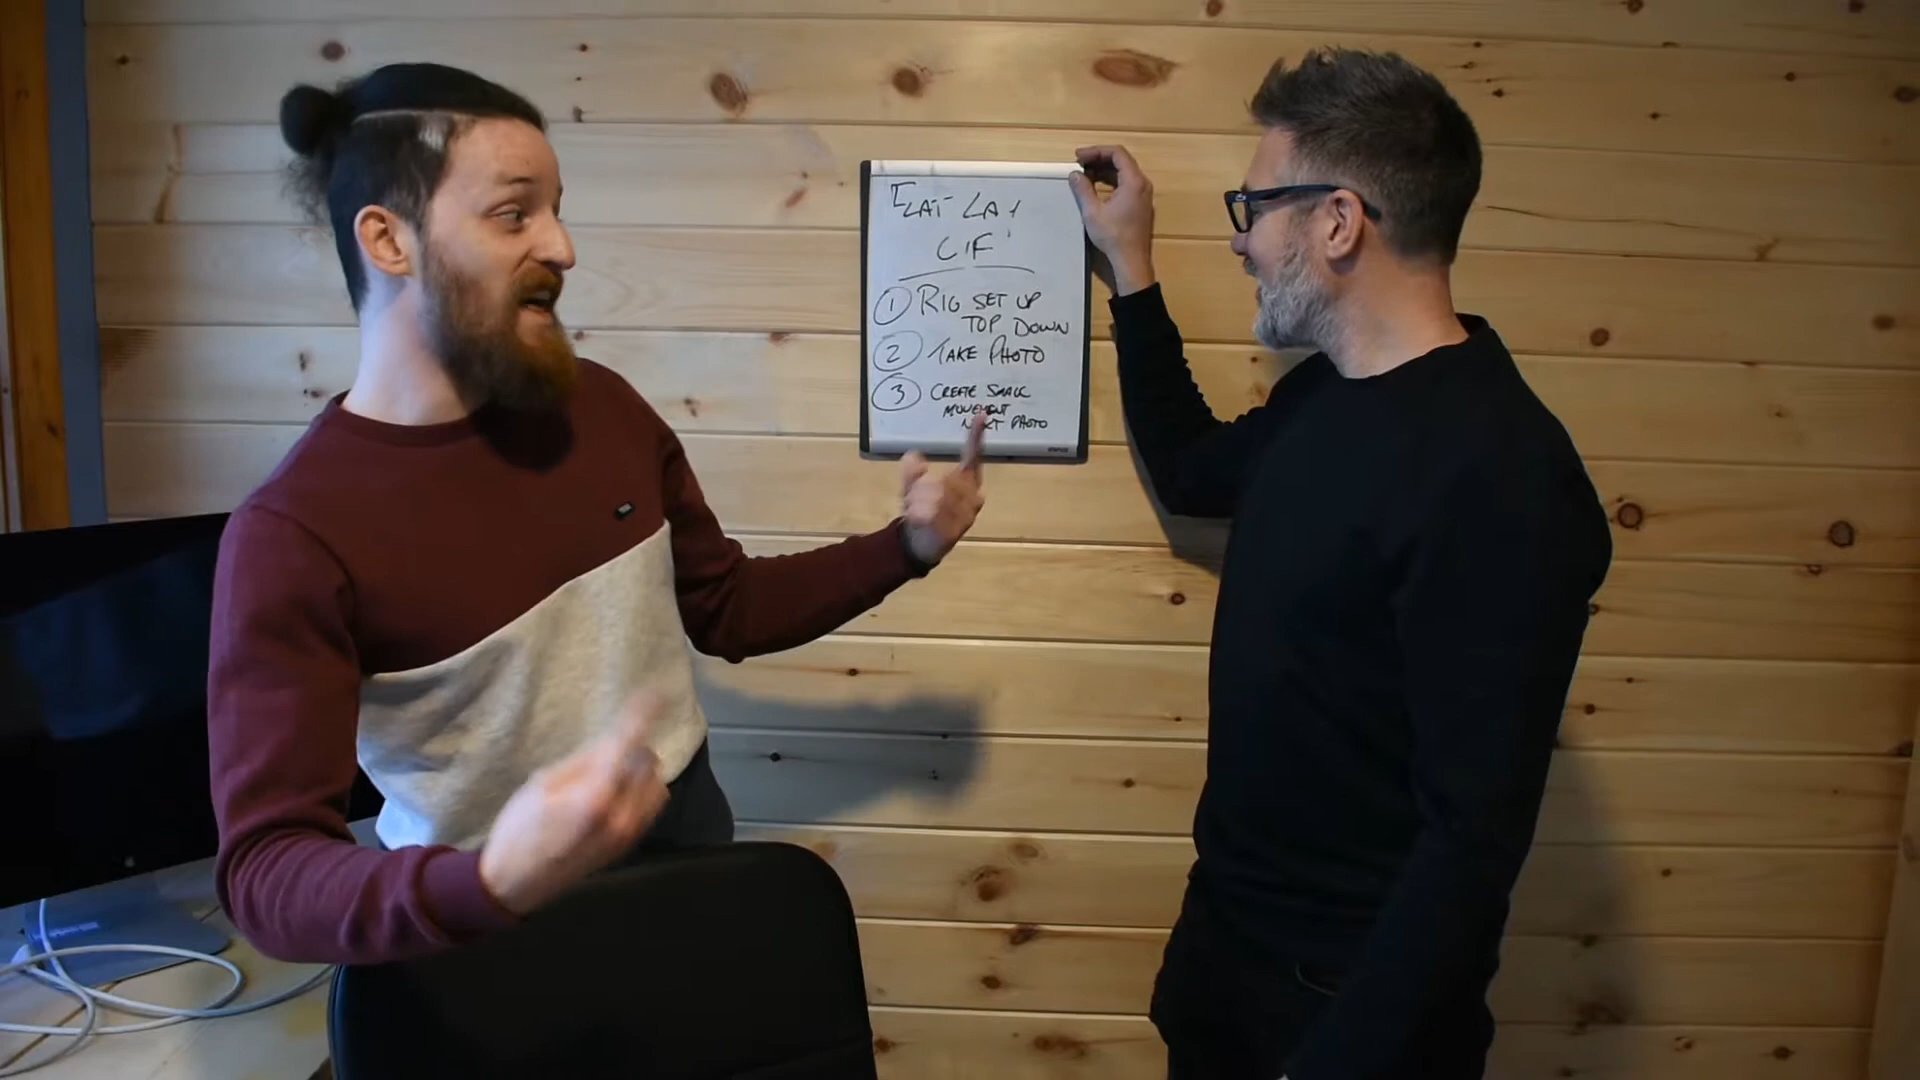 FLAT LAY
GIF
① RIG SET UP
TOP DOWN
② TAKE PHOTO
③ CREATE SMALL
MOVEMENT
NEXT PHOTO